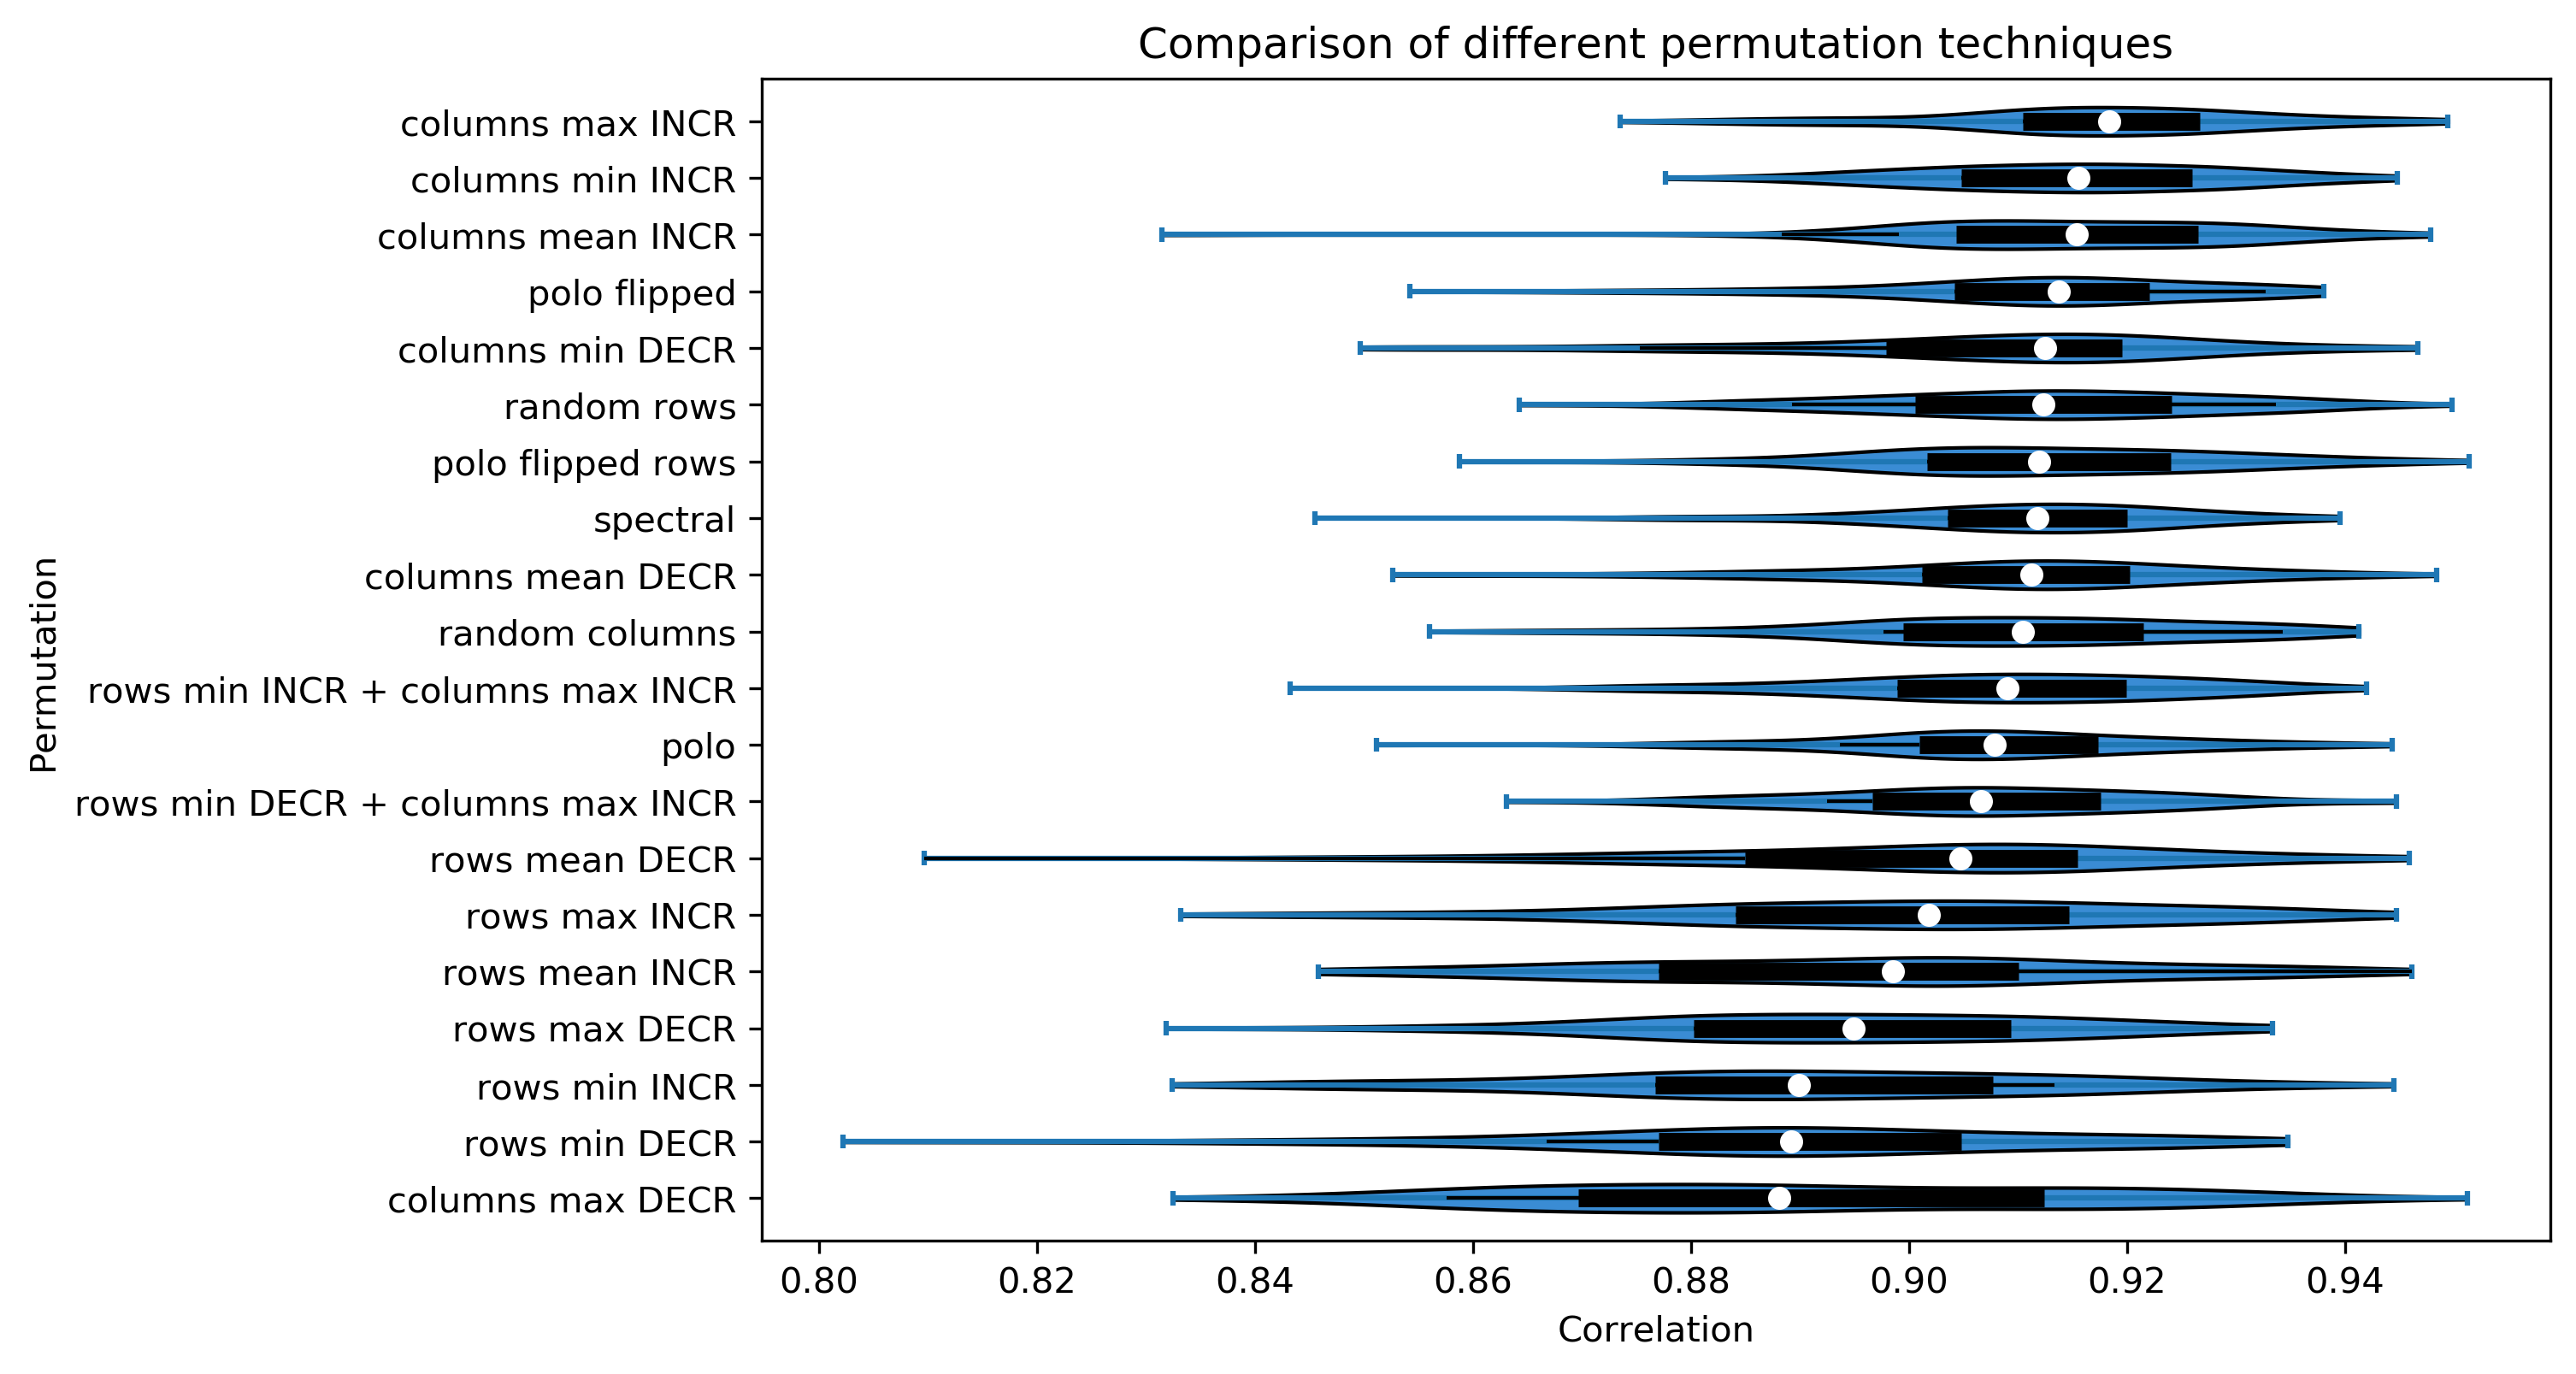 Comparison of different permutation techniques
columns max INCR
columns min INCR
columns mean INCR
polo flipped
columns min DECR
random rows
polo flipped rows
spectral
columns mean DECR
random columns
rows min INCR + columns max INCR
polo
rows min DECR + columns max INCR
rows mean DECR
rows max INCR
rows mean INCR
rows max DECR
rows min INCR
rows min DECR
columns max DECR
Permutation
0.80 0.82 0.84 0.86 0.88 0.90 0.92 0.94
Correlation